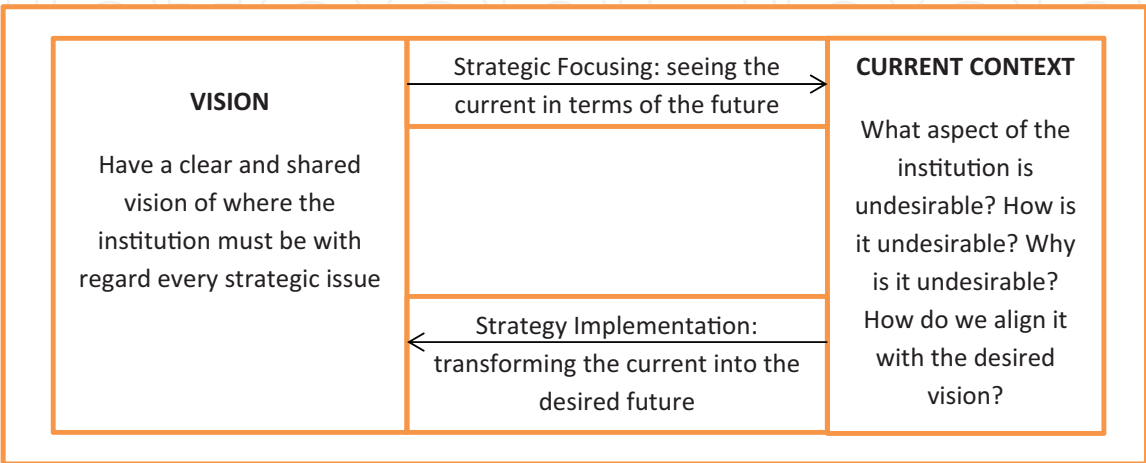 VISION
Have a clear and shared
vision of where the
institution must be with
regard every strategic issue
Strategic Focusing: seeing the
current in terms of the future
Strategy Implementation:
transforming the current into the
desired future
CURRENT CONTEXT
What aspect of the
institution is
undesirable? How is
it undesirable? Why
is it undesirable?
How do we align it
with the desired
vision?